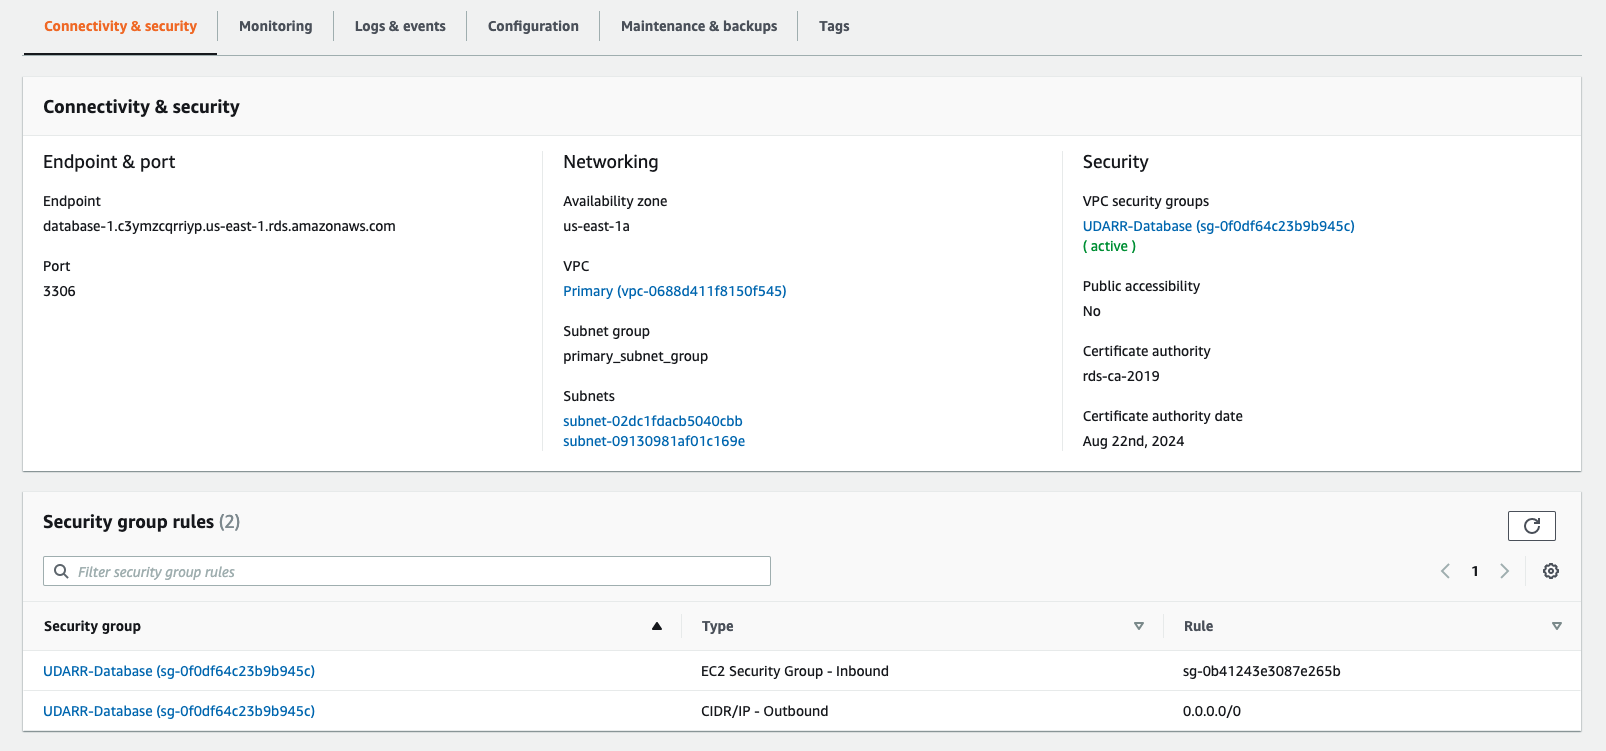 Connectivity & security
Monitoring
Logs & events
Configuration
Maintenance & backups
Tags
Connectivity & security
Endpoint & port
Endpoint
database-1.c3ymzcqrriyp.us-east-1.rds.amazonaws.com
Port
3306
Networking
Availability zone
us-east-1a
VPC
Primary (vpc-0688d411f8150f545)
Subnet group
primary_subnet_group
Subnets
subnet-02dc1fdacb5040cbb
subnet-09130981af01c169e
Security
VPC security groups
UDARR-Database (sg-0f0df64c23b9b945c)
( active )
Public accessibility
No
Certificate authority
rds-ca-2019
Certificate authority date
Aug 22nd, 2024
Security group rules (2)
Filter security group rules
1
Security group Type Rule
UDARR-Database (sg-0f0df64c23b9b945c) EC2 Security Group - Inbound sg-0b41243e3087e265b
UDARR-Database (sg-0f0df64c23b9b945c) CIDR/IP - Outbound 0.0.0.0/0